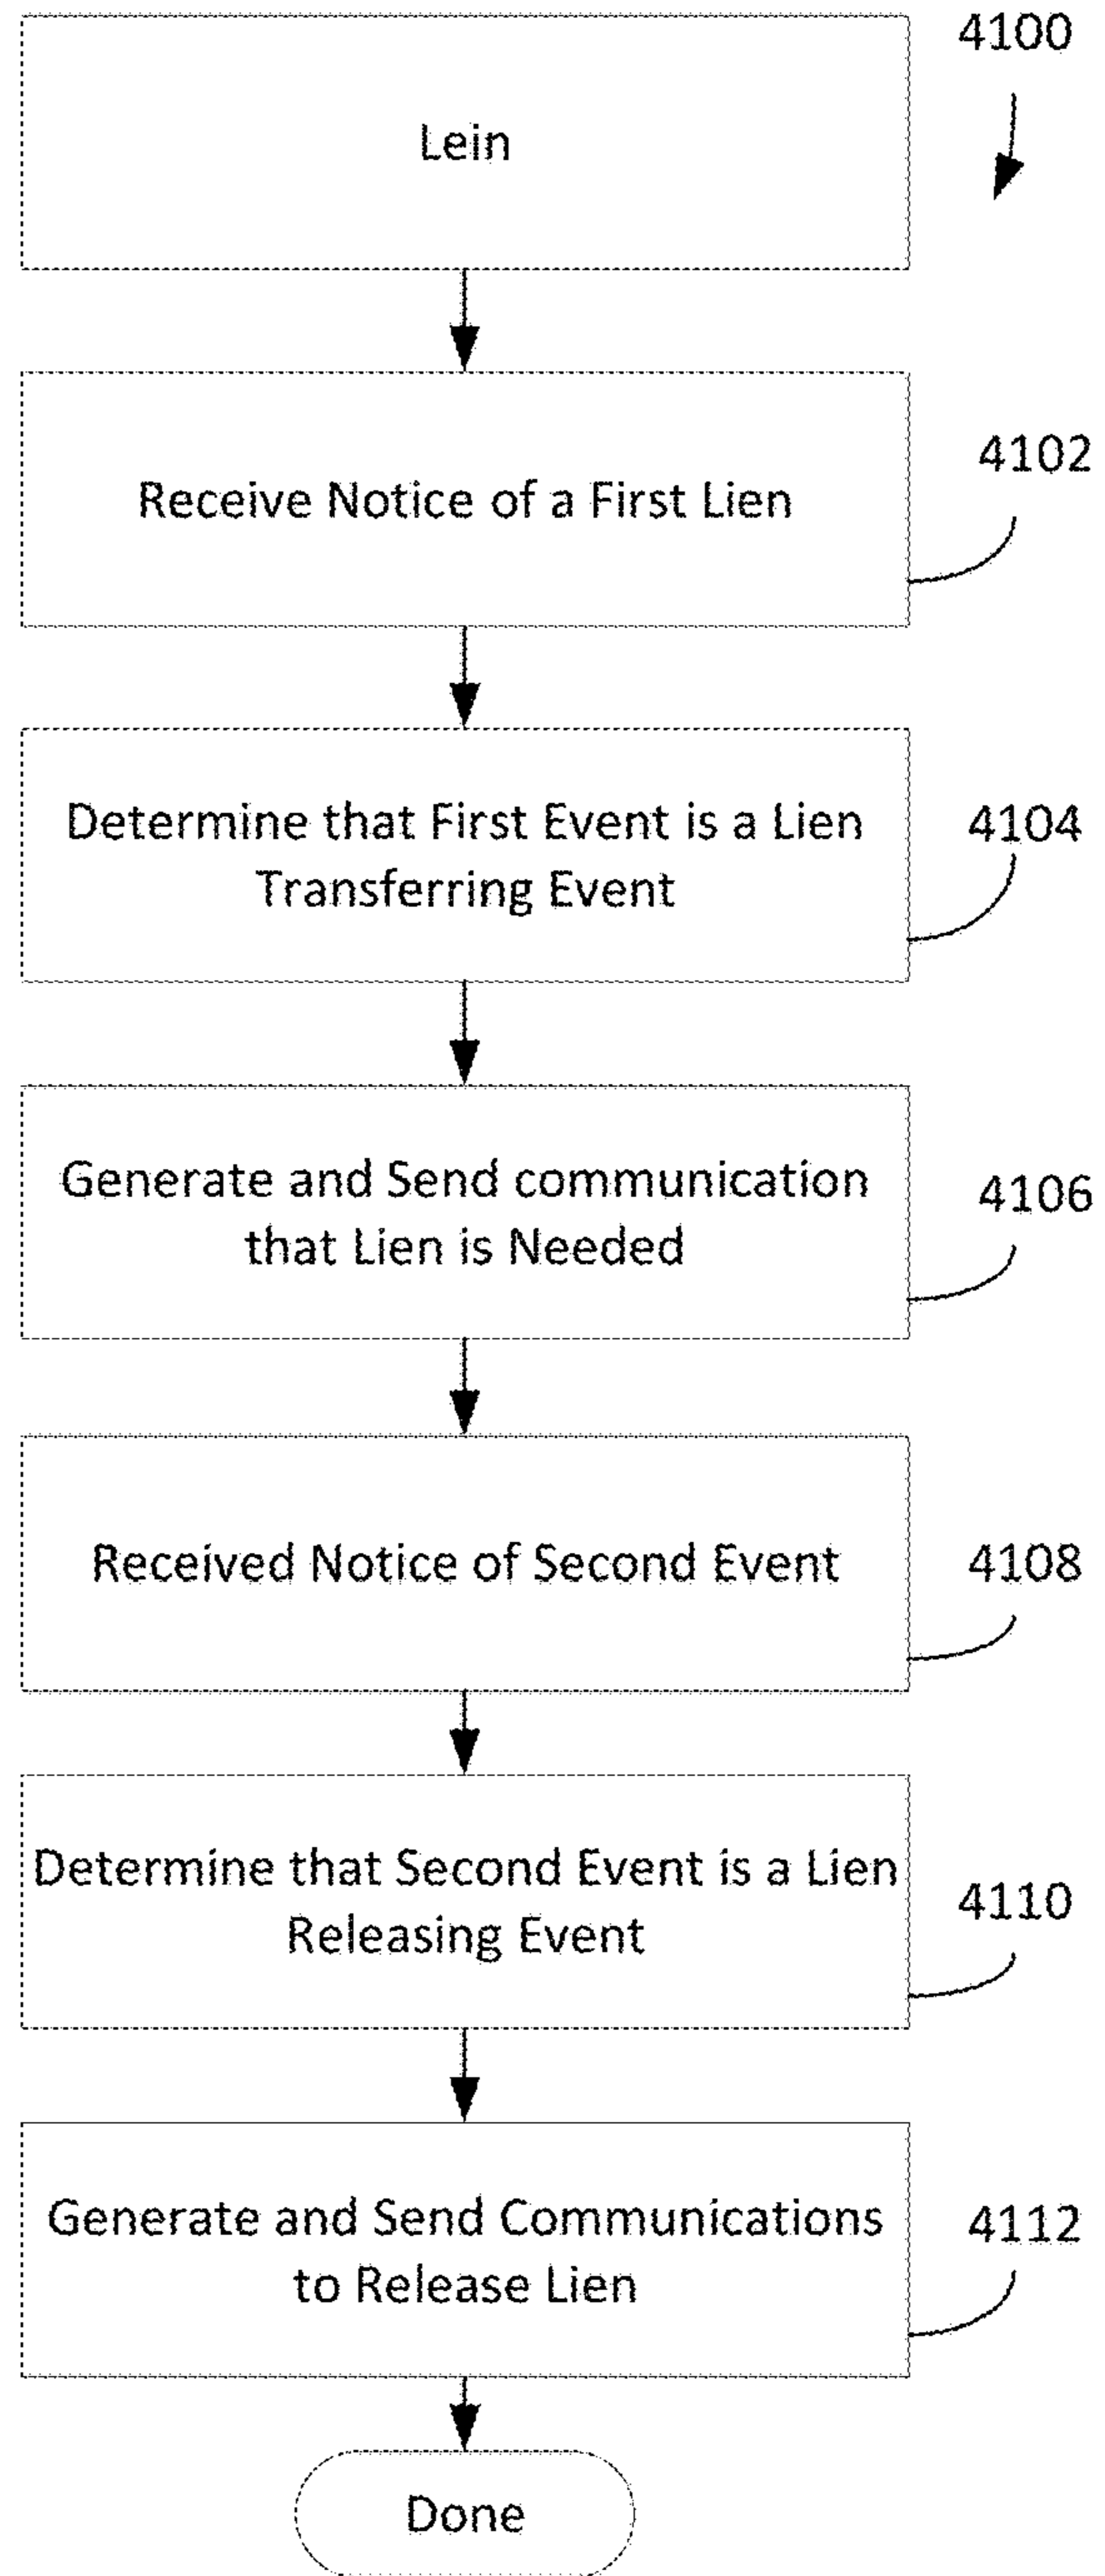 4100
Lein
Receive Notice of a First Lien
4102
Determine that First Event is a Lien
Transferring Event
4104
Generate and Send communication
that Lien is Needed
4106
Received Notice of Second Event
4108
Determine that Second Event is a Lien
Releasing Event
4110
Generate and Send Communications
to Release Lien
4112
Done